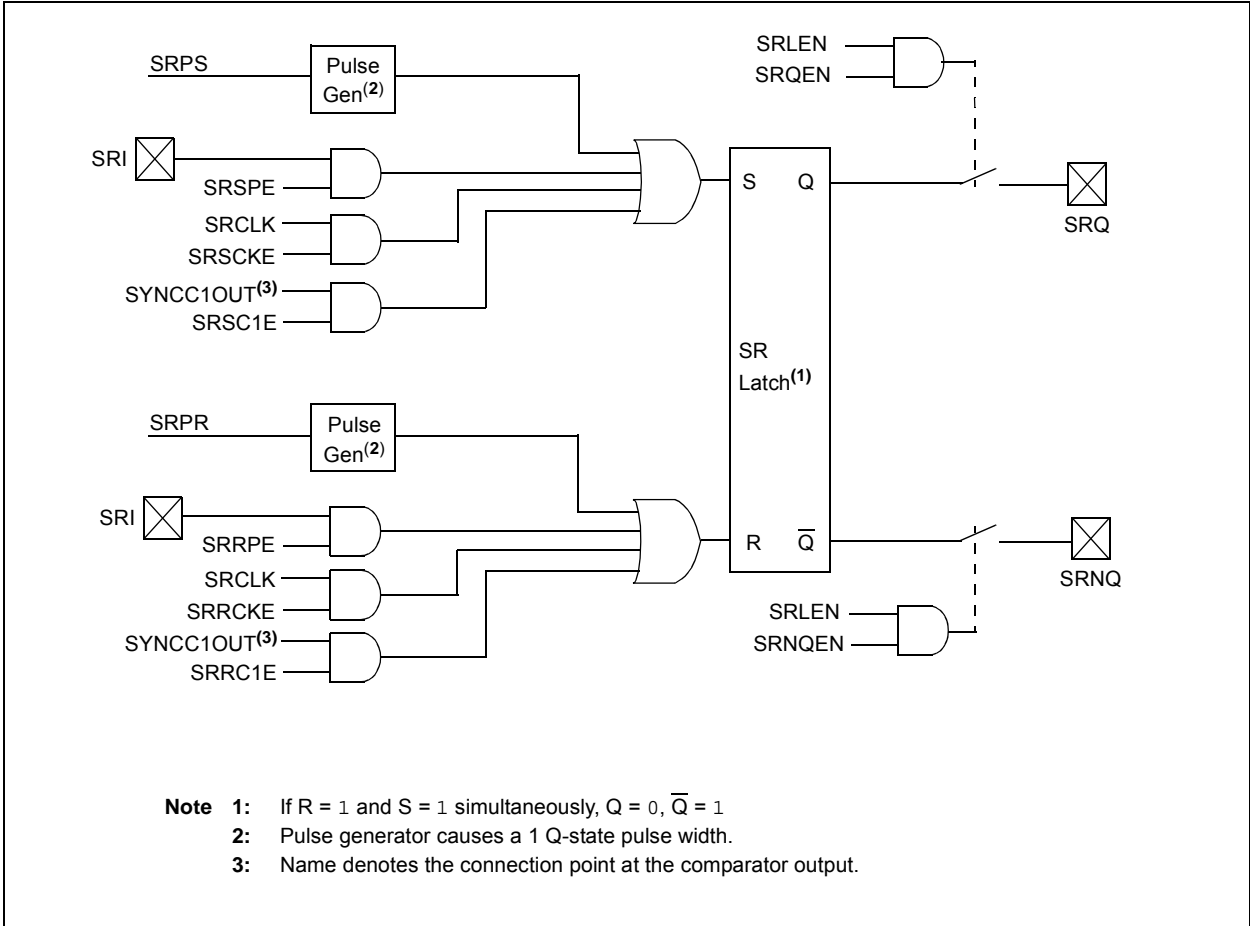 SRPS
Pulse
Gen(2)
SRLEN
SRQEN
SRI
SRSPE
SRCLK
SRSCKE
SYNCC1OUT(3)
SRSC1E
S Q
SRQ
SR
Latch(1)
SRPR
Pulse
Gen(2)
SRI
SRRPE
SRCLK
SRRCKE
SYNCC1OUT(3)
SRRC1E
R Q̅
SRNQ
SRLEN
SRNQEN
Note 1: If R = 1 and S = 1 simultaneously, Q = 0, Q̅ = 1
2: Pulse generator causes a 1 Q-state pulse width.
3: Name denotes the connection point at the comparator output.